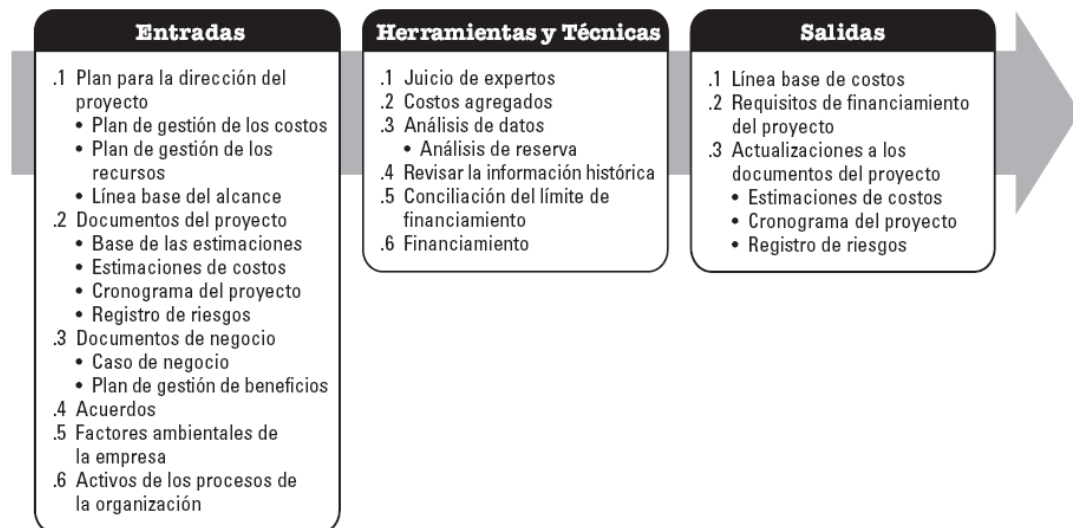 Entradas
.1 Plan para la dirección del
proyecto
• Plan de gestión de los costos
• Plan de gestión de los
recursos
• Línea base del alcance
.2 Documentos del proyecto
• Base de las estimaciones
• Estimaciones de costos
• Cronograma del proyecto
• Registro de riesgos
.3 Documentos de negocio
• Caso de negocio
• Plan de gestión de beneficios
.4 Acuerdos
.5 Factores ambientales de
la empresa
.6 Activos de los procesos de
la organización
Herramientas y Técnicas
.1 Juicio de expertos
.2 Costos agregados
.3 Análisis de datos
• Análisis de reserva
.4 Revisar la información histórica
.5 Conciliación del límite de
financiamiento
.6 Financiamiento
Salidas
.1 Línea base de costos
.2 Requisitos de financiamiento
del proyecto
.3 Actualizaciones a los
documentos del proyecto
• Estimaciones de costos
• Cronograma del proyecto
• Registro de riesgos